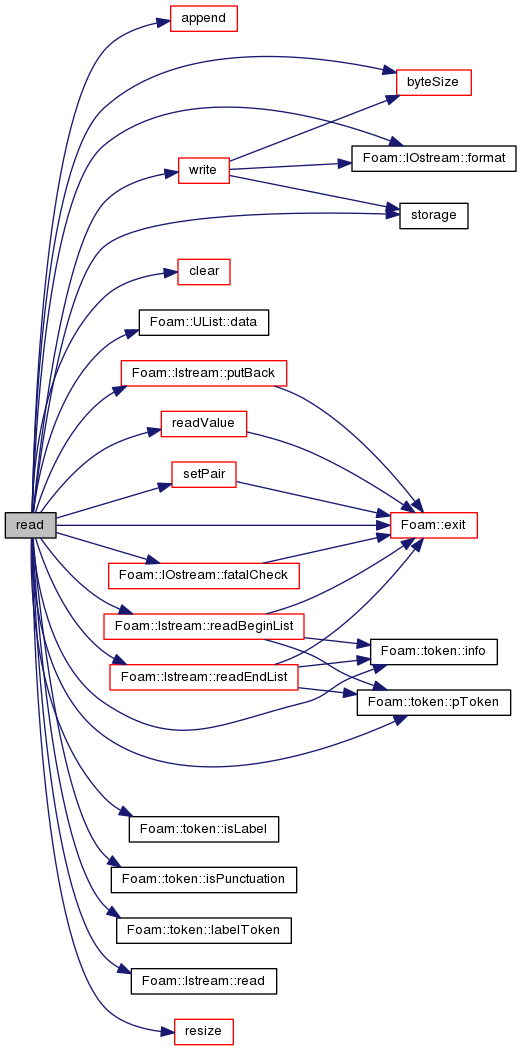 append
byteSize
Foam::IOstream::format
write
storage
clear
Foam::UList::data
Foam::Istream::putBack
readValue
setPair
read
Foam::exit
Foam::IOstream::fatalCheck
Foam::Istream::readBeginList
Foam::token::info
Foam::Istream::readEndList
Foam::token::pToken
Foam::token::isLabel
Foam::token::isPunctuation
Foam::token::labelToken
Foam::Istream::read
resize